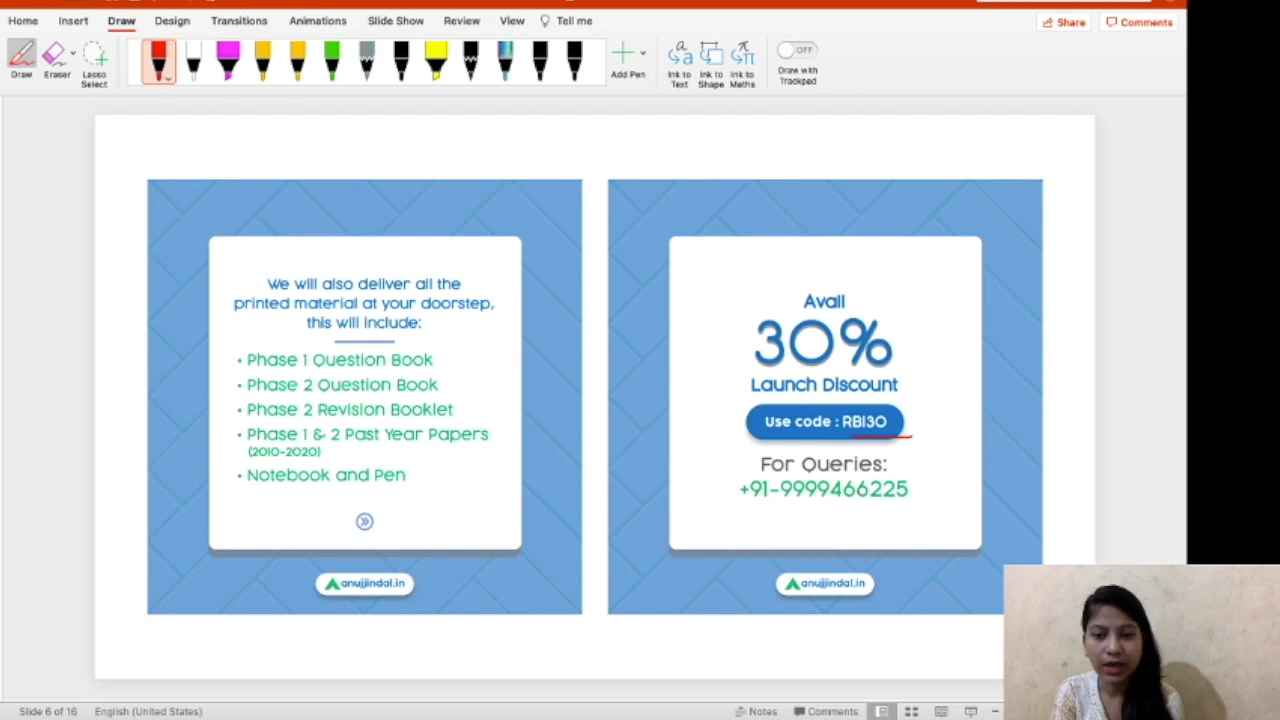 Home Insert Draw Design Transitions Animations Slide Show Review View Tell me
Share Comments
Draw Eraser Lasso Select
Add Pen
Ink to Text Ink to Shape Ink to Maths
OFF
Draw with Trackpad
We will also deliver all the
printed material at your doorstep,
this will include:
• Phase 1 Question Book
• Phase 2 Question Book
• Phase 2 Revision Booklet
• Phase 1 & 2 Past Year Papers
(2010-2020)
• Notebook and Pen
anujjindal.in
Avail
30%
Launch Discount
Use code : RBI30
For Queries:
+91-9999466225
anujjindal.in
Slide 6 of 16 English (United States)
Notes Comments